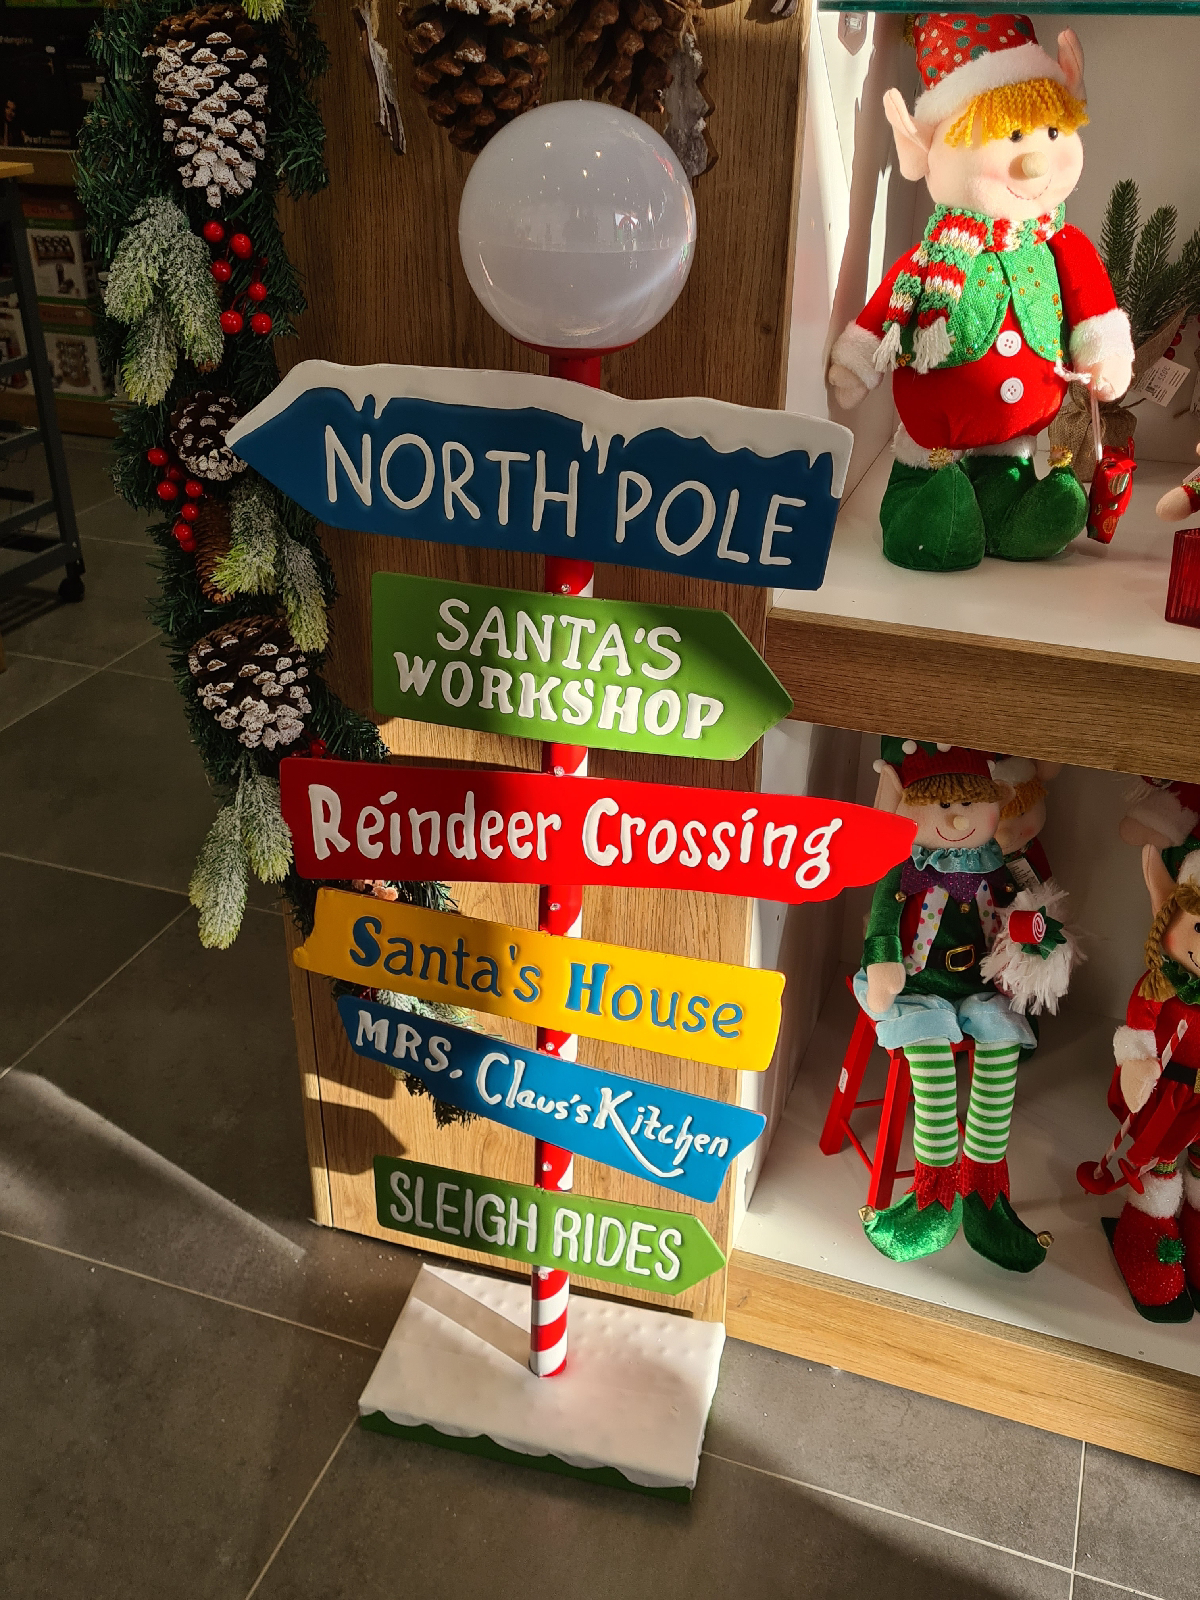 NORTH POLE
SANTA'S
WORKSHOP
Reindeer Crossing
Santa's House
MRS. Claus's Kitchen
SLEIGH RIDES